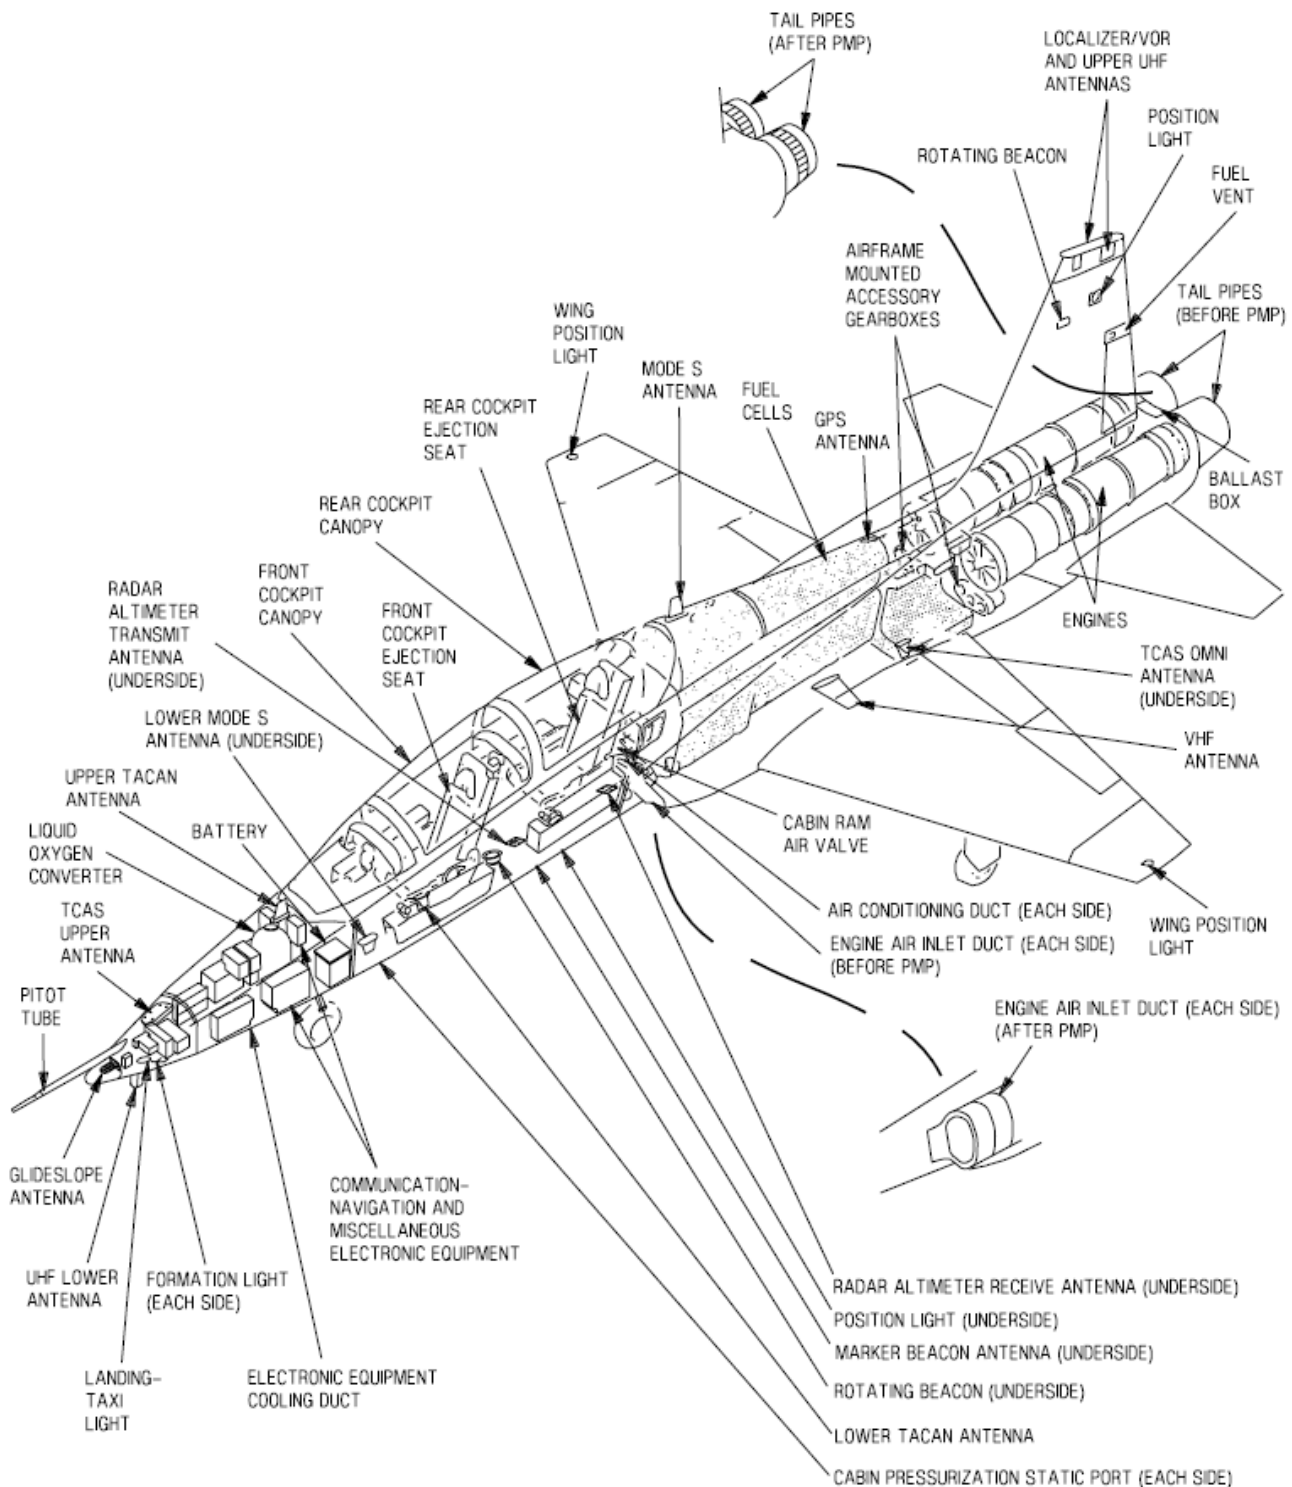 TAIL PIPES
(AFTER PMP)
LOCALIZER/VOR
AND UPPER UHF
ANTENNAS
POSITION
LIGHT
ROTATING BEACON
FUEL
VENT
AIRFRAME
MOUNTED
ACCESSORY
GEARBOXES
TAIL PIPES
(BEFORE PMP)
WING
POSITION
LIGHT
MODE S
ANTENNA
FUEL
CELLS
GPS
ANTENNA
REAR COCKPIT
EJECTION
SEAT
BALLAST
BOX
REAR COCKPIT
CANOPY
FRONT
COCKPIT
CANOPY
RADAR
ALTIMETER
TRANSMIT
ANTENNA
(UNDERSIDE)
FRONT
COCKPIT
EJECTION
SEAT
ENGINES
TCAS OMNI
ANTENNA
(UNDERSIDE)
LOWER MODE S
ANTENNA (UNDERSIDE)
VHF
ANTENNA
UPPER TACAN
ANTENNA
BATTERY
LIQUID
OXYGEN
CONVERTER
CABIN RAM
AIR VALVE
TCAS
UPPER
ANTENNA
AIR CONDITIONING DUCT (EACH SIDE)
WING POSITION
LIGHT
ENGINE AIR INLET DUCT (EACH SIDE)
(BEFORE PMP)
PITOT
TUBE
ENGINE AIR INLET DUCT (EACH SIDE)
(AFTER PMP)
GLIDESLOPE
ANTENNA
COMMUNICATION-
NAVIGATION AND
MISCELLANEOUS
ELECTRONIC EQUIPMENT
UHF LOWER
ANTENNA
FORMATION LIGHT
(EACH SIDE)
LANDING-
TAXI
LIGHT
ELECTRONIC EQUIPMENT
COOLING DUCT
RADAR ALTIMETER RECEIVE ANTENNA (UNDERSIDE)
POSITION LIGHT (UNDERSIDE)
MARKER BEACON ANTENNA (UNDERSIDE)
ROTATING BEACON (UNDERSIDE)
LOWER TACAN ANTENNA
CABIN PRESSURIZATION STATIC PORT (EACH SIDE)